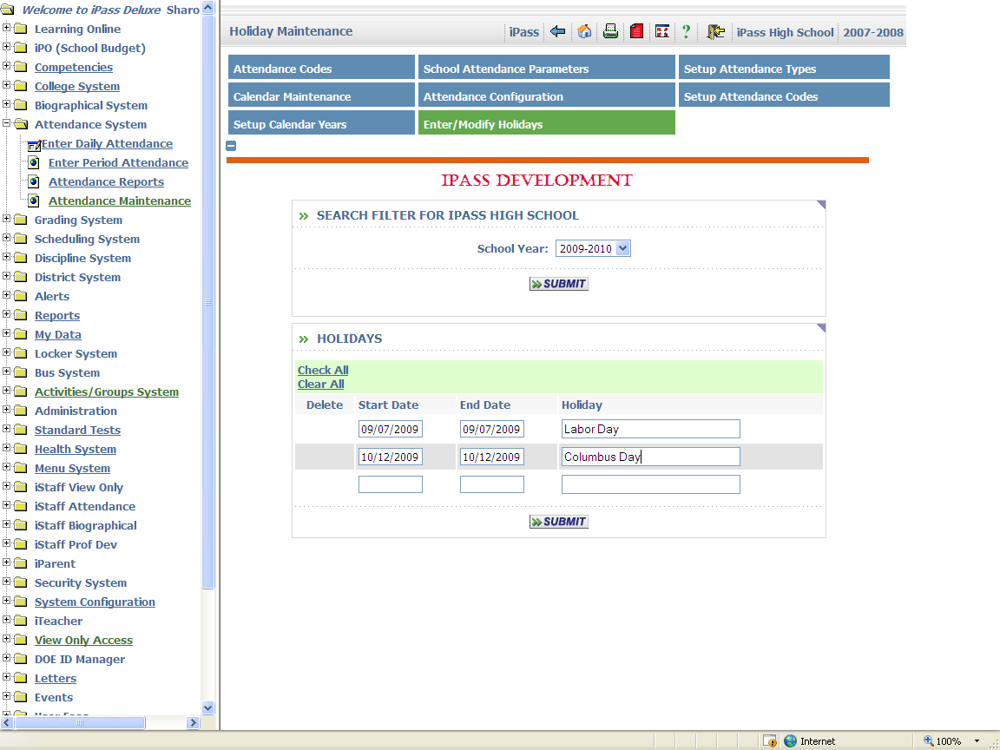 Welcome to iPass Deluxe Sharo
Learning Online
iPO (School Budget)
Competencies
College System
Biographical System
Attendance System
Enter Daily Attendance
Enter Period Attendance
Attendance Reports
Attendance Maintenance
Grading System
Scheduling System
Discipline System
District System
Alerts
Reports
My Data
Locker System
Bus System
Activities/Groups System
Administration
Standard Tests
Health System
Menu System
iStaff View Only
iStaff Attendance
iStaff Biographical
iStaff Prof Dev
iParent
Security System
System Configuration
iTeacher
View Only Access
DOE ID Manager
Letters
Events
Holiday Maintenance
iPass
?
iPass High School
2007-2008
Attendance Codes
School Attendance Parameters
Setup Attendance Types
Calendar Maintenance
Attendance Configuration
Setup Attendance Codes
Setup Calendar Years
Enter/Modify Holidays
IPASS DEVELOPMENT
SEARCH FILTER FOR IPASS HIGH SCHOOL
School Year: 2009-2010
SUBMIT
HOLIDAYS
Check All
Clear All
Delete Start Date End Date Holiday
09/07/2009 09/07/2009 Labor Day
10/12/2009 10/12/2009 Columbus Day
SUBMIT
Internet
100%